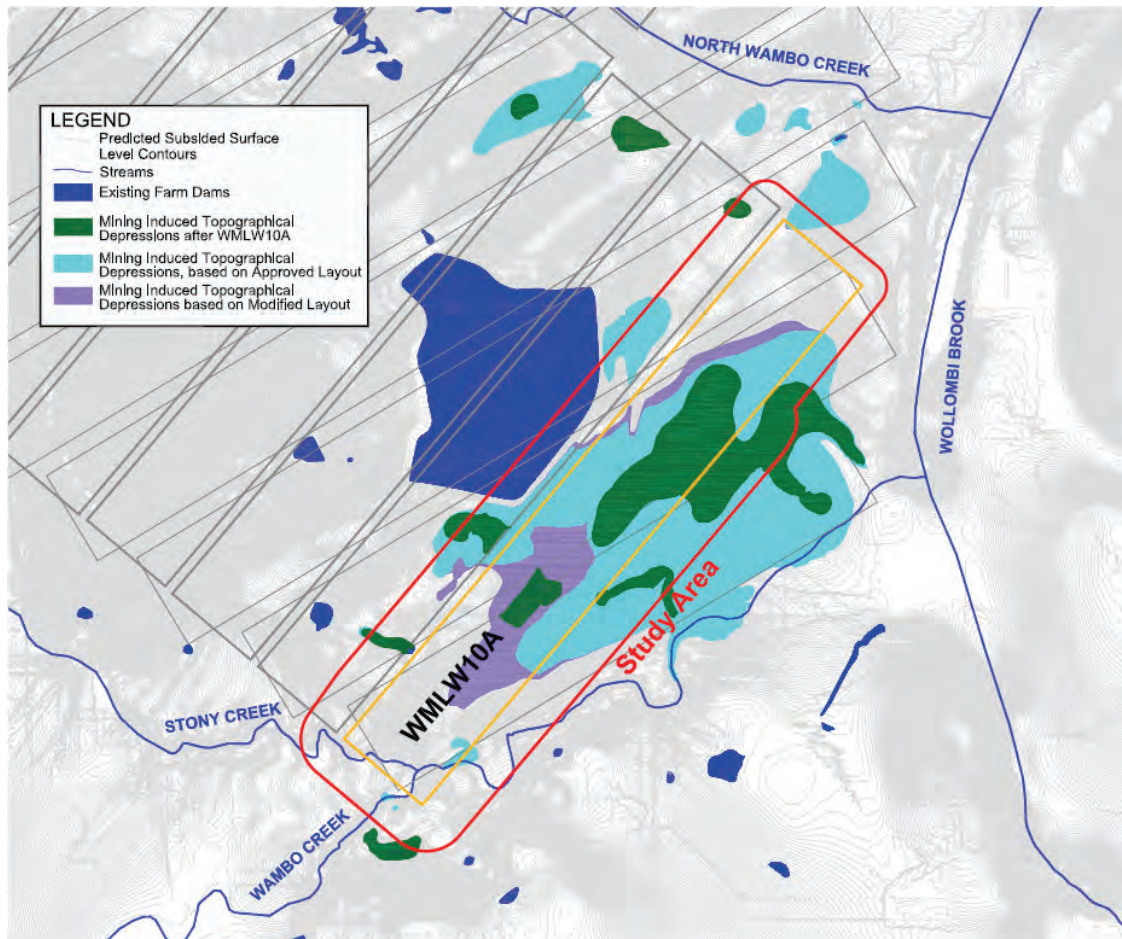 NORTH WAMBO CREEK
LEGEND
Predicted Subsided Surface
Level Contours
Streams
Existing Farm Dams
Mining Induced Topographical
Depressions after WMLW10A
Mining Induced Topographical
Depressions, based on Approved Layout
Mining Induced Topographical
Depressions based on Modified Layout
WOLLOMBI BROOK
Study Area
WMLW10A
STONY CREEK
WAMBO CREEK